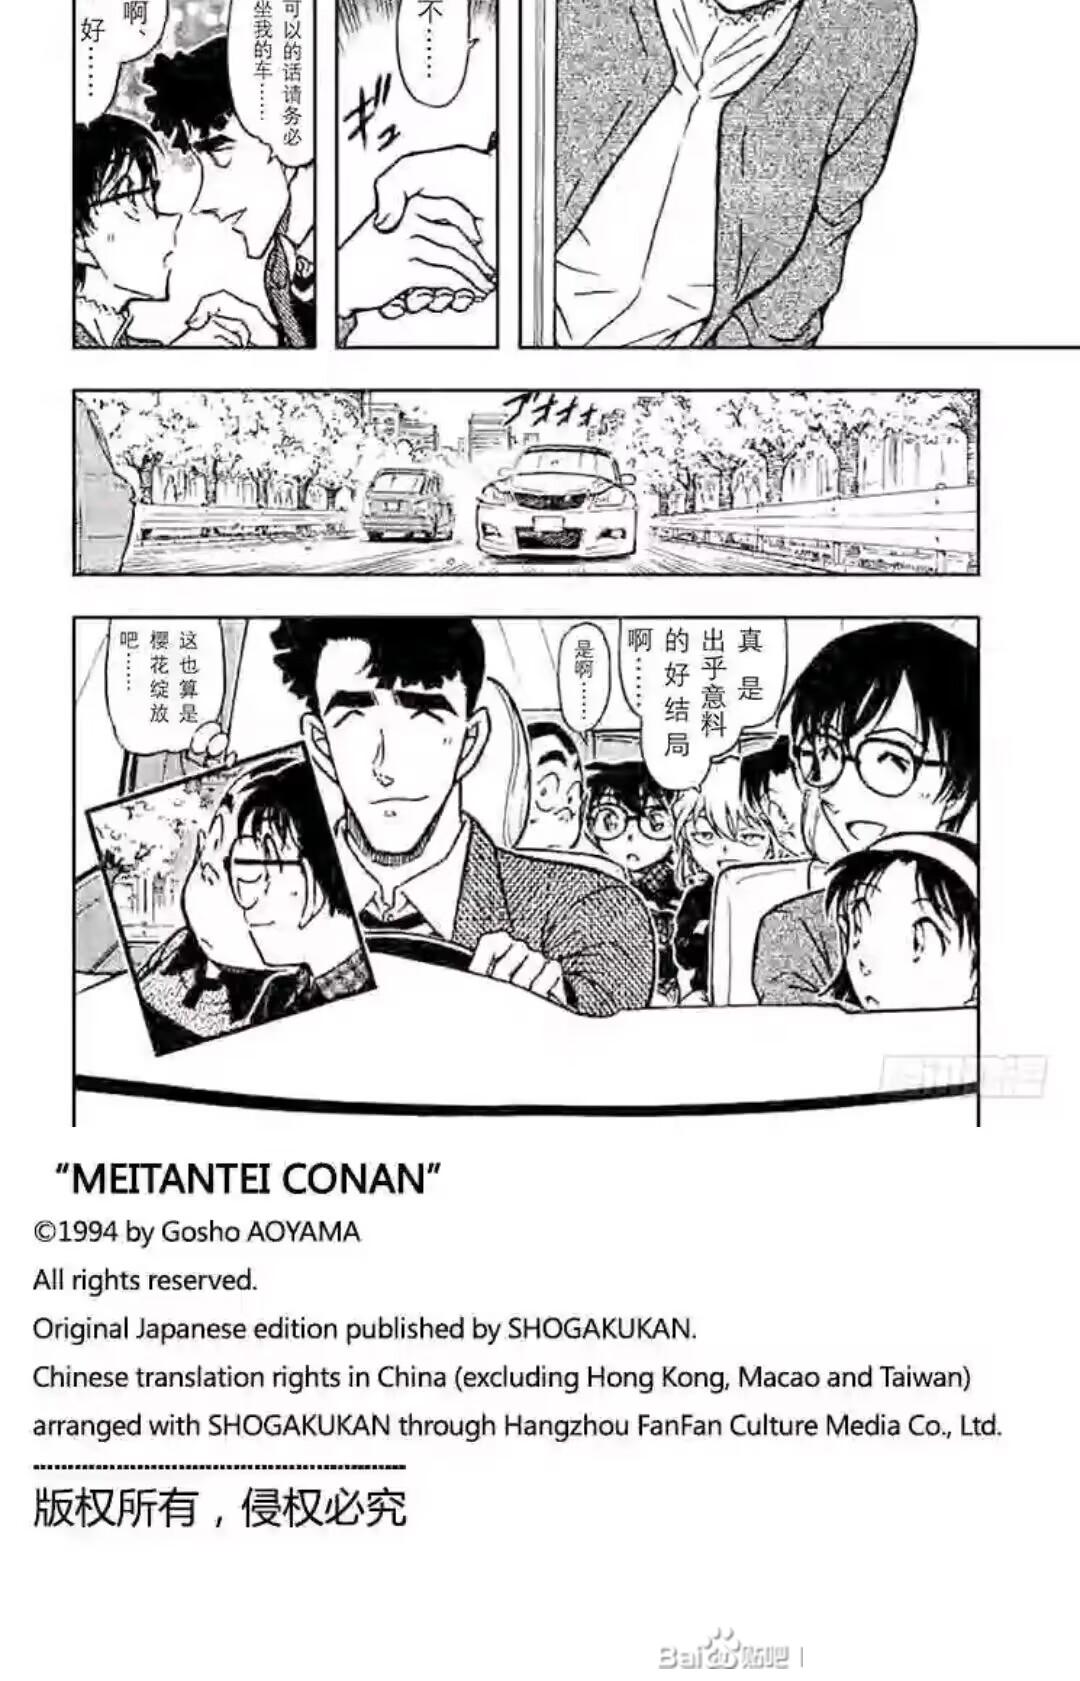 不……
可以的话请务必
坐我的车……
啊、
好……
ギュ
ブオオオオ
真是
出乎意料
的好结局
啊……
是啊……
这也算是
樱花绽放
吧……
“MEITANTEI CONAN”
©1994 by Gosho AOYAMA
All rights reserved.
Original Japanese edition published by SHOGAKUKAN.
Chinese translation rights in China (excluding Hong Kong, Macao and Taiwan)
arranged with SHOGAKUKAN through Hangzhou FanFan Culture Media Co., Ltd.
版权所有，侵权必究
Bai 贴吧